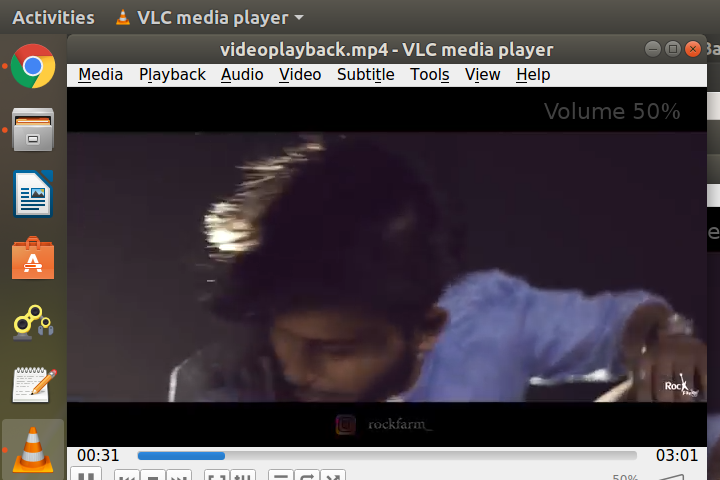 Activities VLC media player
videoplayback.mp4 - VLC media player
Media Playback Audio Video Subtitle Tools View Help
Volume 50%
Rock
rockfarm_
00:31 03:01
50%